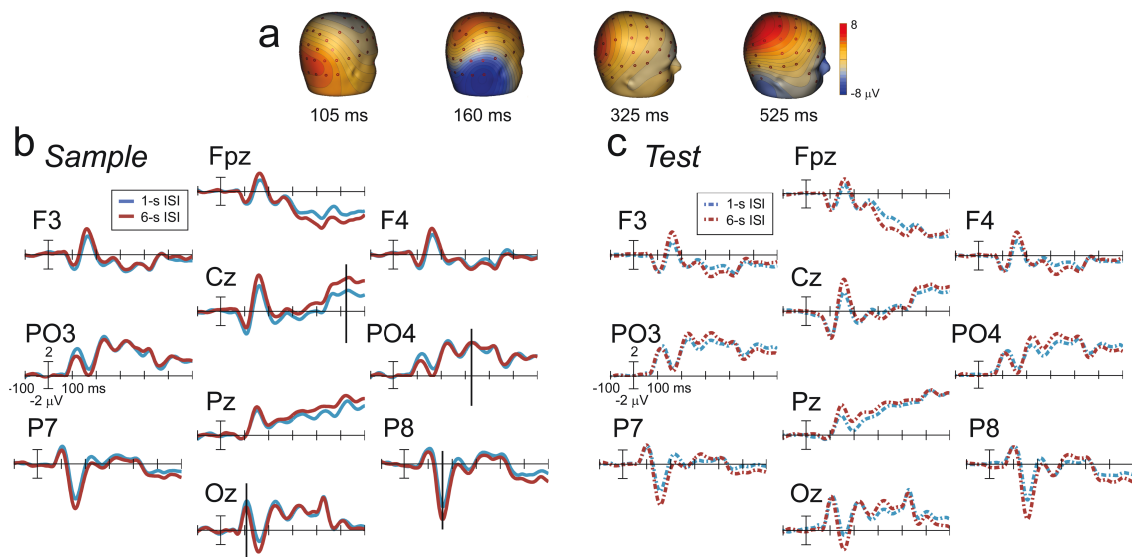 a
8
-8 μV
105 ms
160 ms
325 ms
525 ms
b
Sample
1-s ISI
6-s ISI
Fpz
F3
F4
Cz
PO3
PO4
2
-100
100 ms
-2 μV
Pz
P7
P8
Oz
c
Test
1-s ISI
6-s ISI
Fpz
F3
F4
Cz
PO3
PO4
2
-100
100 ms
-2 μV
Pz
P7
P8
Oz